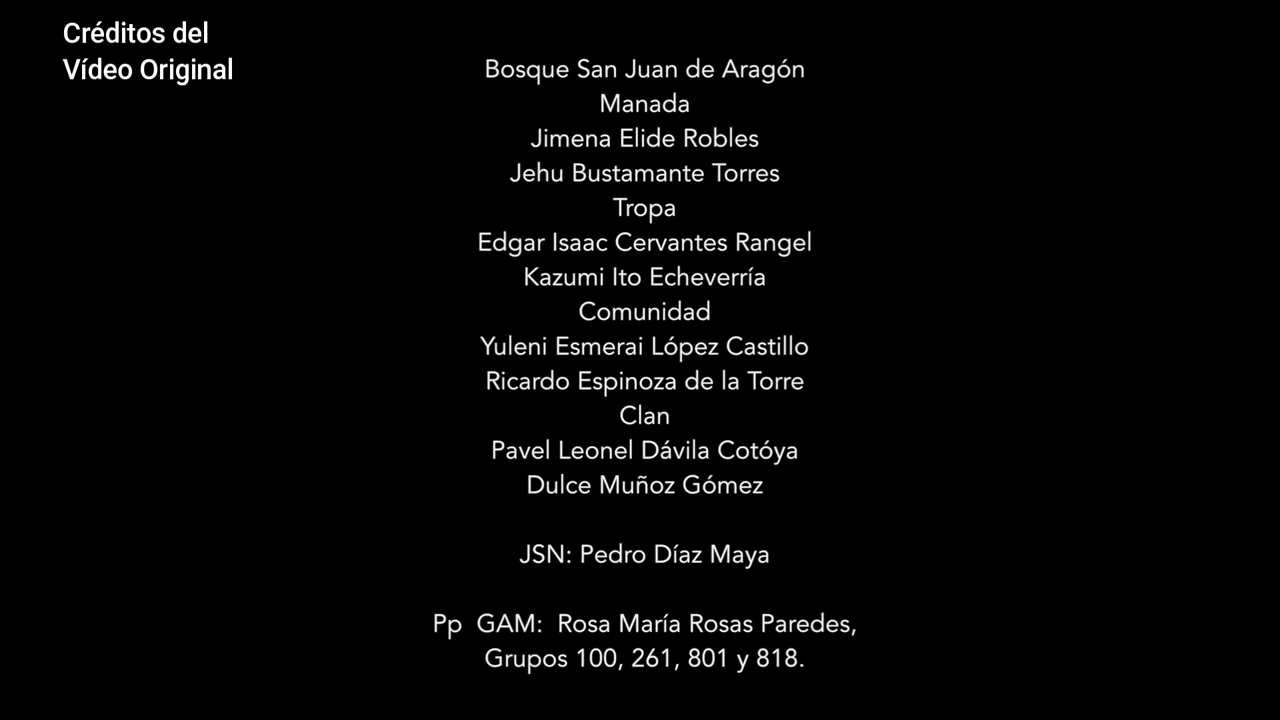 Créditos del
Vídeo Original
Bosque San Juan de Aragón
Manada
Jimena Elide Robles
Jehu Bustamante Torres
Tropa
Edgar Isaac Cervantes Rangel
Kazumi Ito Echeverría
Comunidad
Yuleni Esmerai López Castillo
Ricardo Espinoza de la Torre
Clan
Pavel Leonel Dávila Cotóya
Dulce Muñoz Gómez
JSN: Pedro Díaz Maya
Pp  GAM:  Rosa María Rosas Paredes,
Grupos 100, 261, 801 y 818.